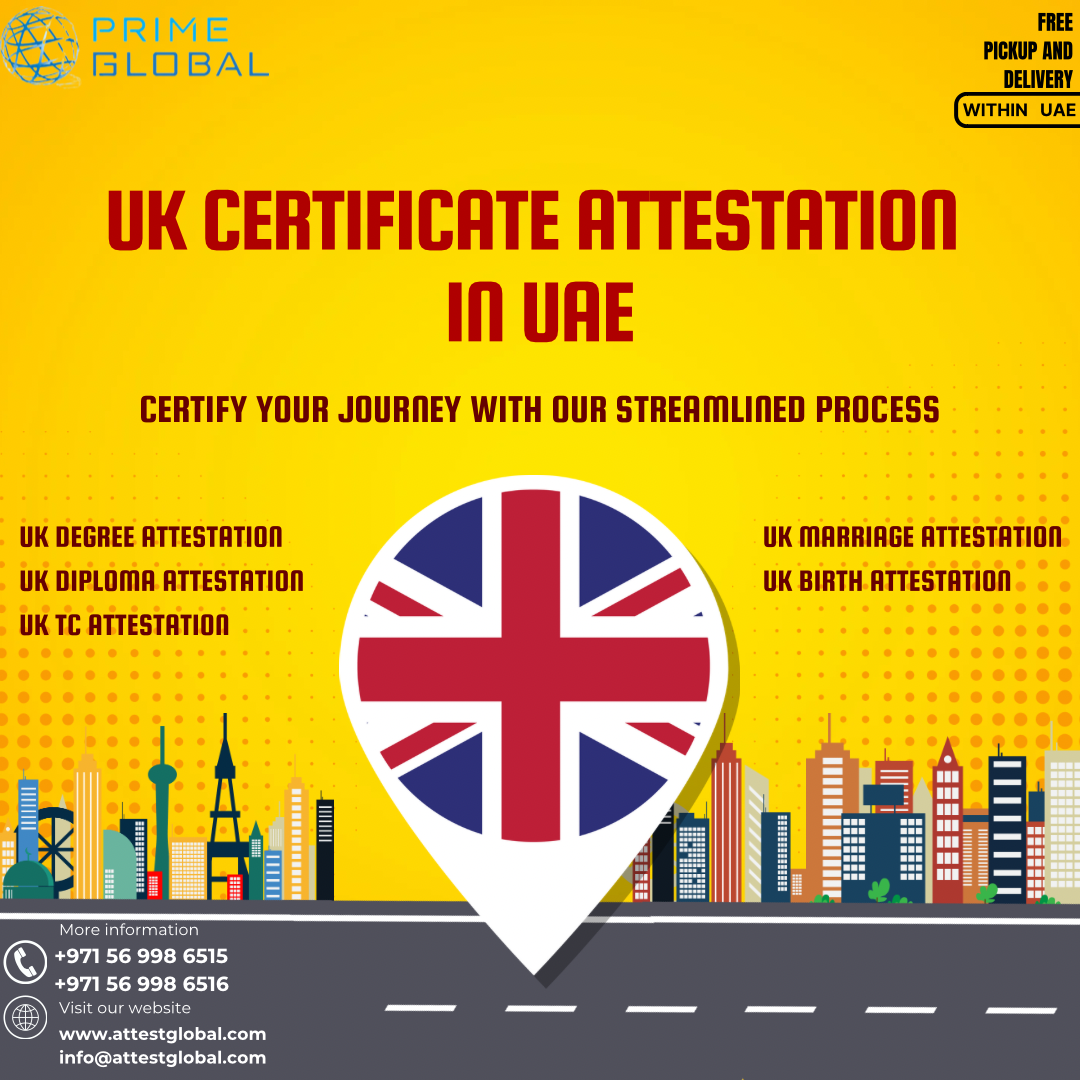 PRIME
GLOBAL
FREE
PICKUP AND
DELIVERY
WITHIN UAE
UK CERTIFICATE ATTESTATION
IN UAE
CERTIFY YOUR JOURNEY WITH OUR STREAMLINED PROCESS
UK DEGREE ATTESTATION
UK DIPLOMA ATTESTATION
UK TC ATTESTATION
UK MARRIAGE ATTESTATION
UK BIRTH ATTESTATION
More information
+971 56 998 6515
+971 56 998 6516
Visit our website
www.attestglobal.com
info@attestglobal.com